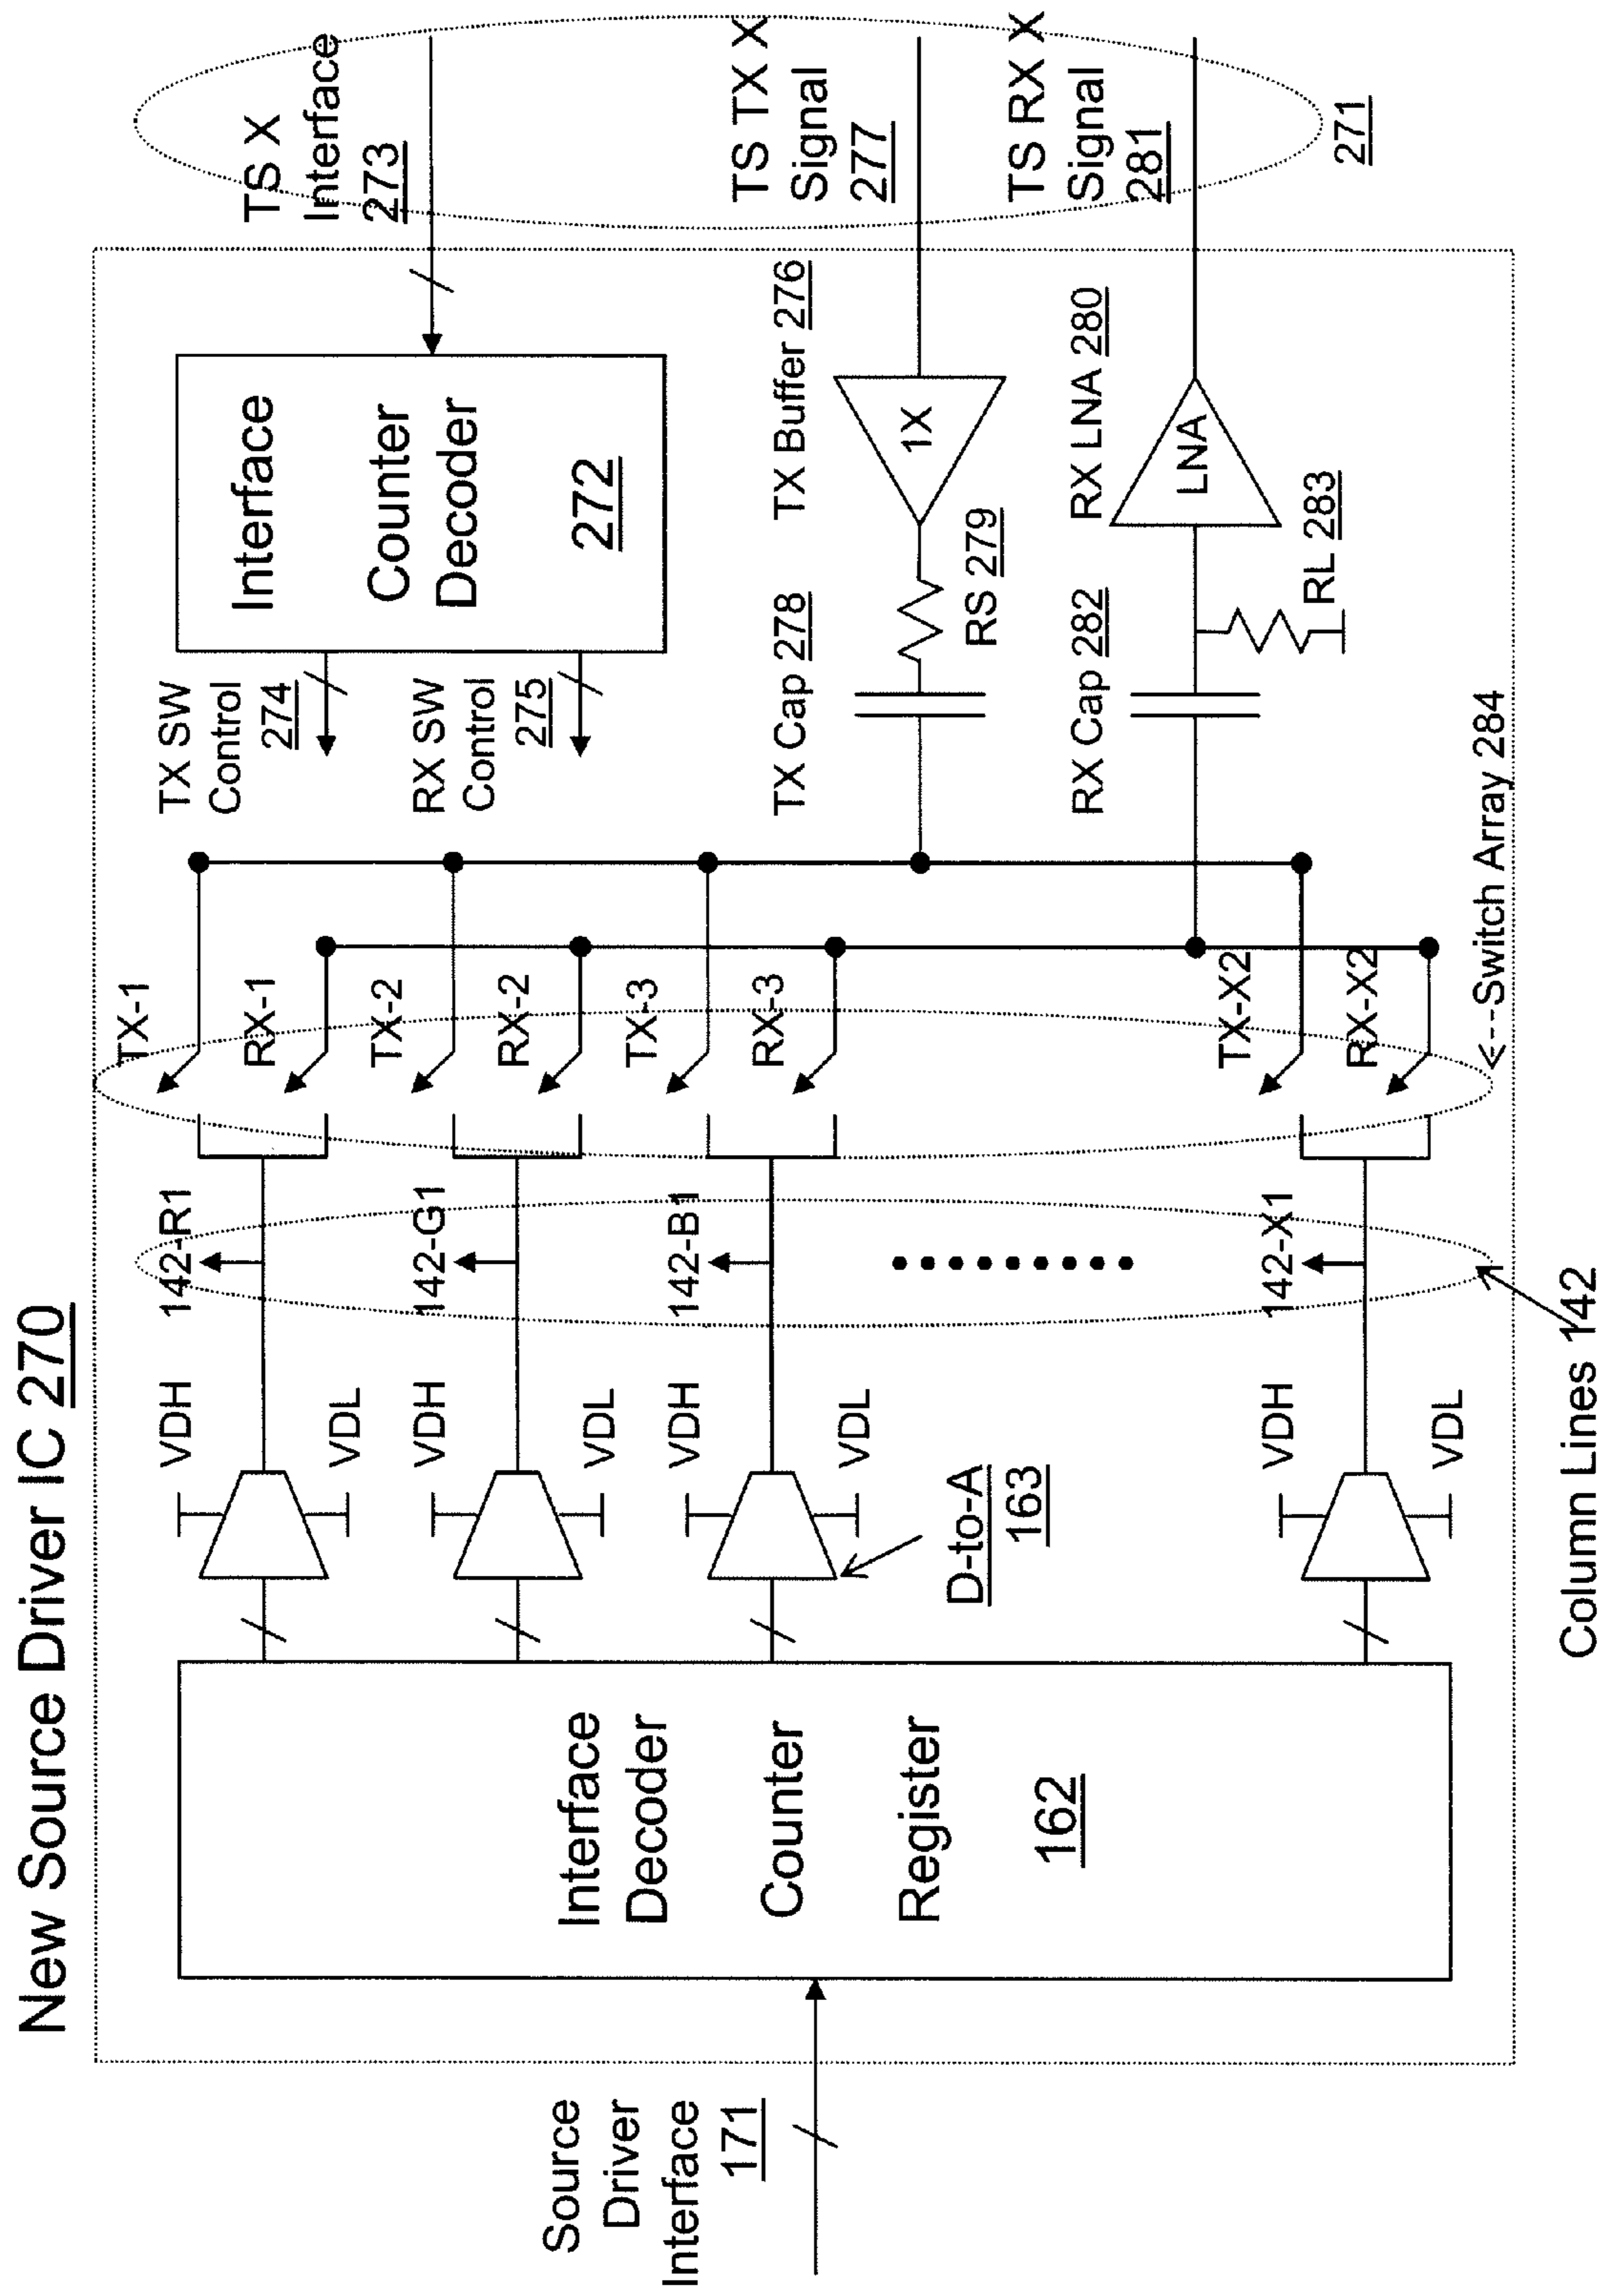 New Source Driver IC 270
Source
Driver
Interface
171
Interface
Decoder
Counter
Register
162
VDH
VDL
VDH
VDL
VDH
VDL
VDH
VDL
D-to-A
163
142-R1
142-G1
142-B1
142-X1
Column Lines 142
TX-1
RX-1
TX-2
RX-2
TX-3
RX-3
TX-X2
RX-X2
<---Switch Array 284
TX SW
Control
274
RX SW
Control
275
Interface
Counter
Decoder
272
TX Cap 278
RS 279
TX Buffer 276
1X
RX Cap 282
RL 283
RX LNA 280
LNA
TS X
Interface
273
TS TX X
Signal
277
TS RX X
Signal
281
271